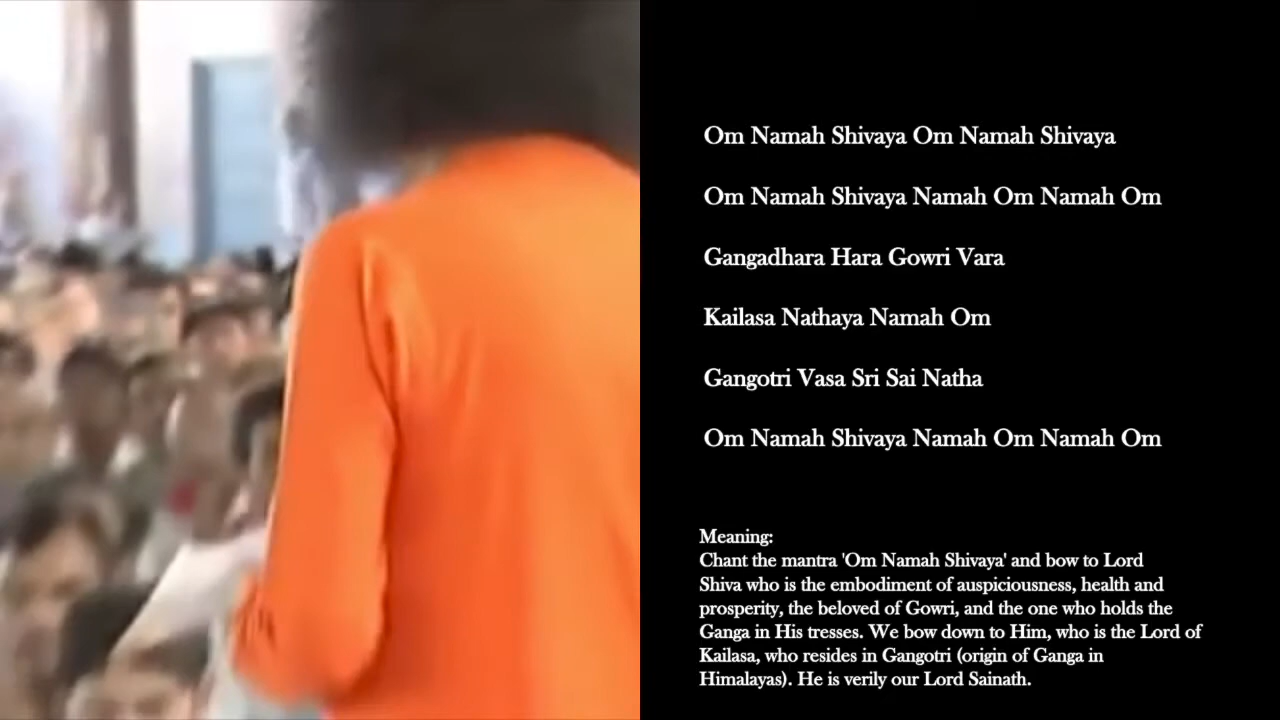 Om Namah Shivaya Om Namah Shivaya
Om Namah Shivaya Namah Om Namah Om
Gangadhara Hara Gowri Vara
Kailasa Nathaya Namah Om
Gangotri Vasa Sri Sai Natha
Om Namah Shivaya Namah Om Namah Om
Meaning:
Chant the mantra 'Om Namah Shivaya' and bow to Lord
Shiva who is the embodiment of auspiciousness, health and
prosperity, the beloved of Gowri, and the one who holds the
Ganga in His tresses. We bow down to Him, who is the Lord of
Kailasa, who resides in Gangotri (origin of Ganga in
Himalayas). He is verily our Lord Sainath.